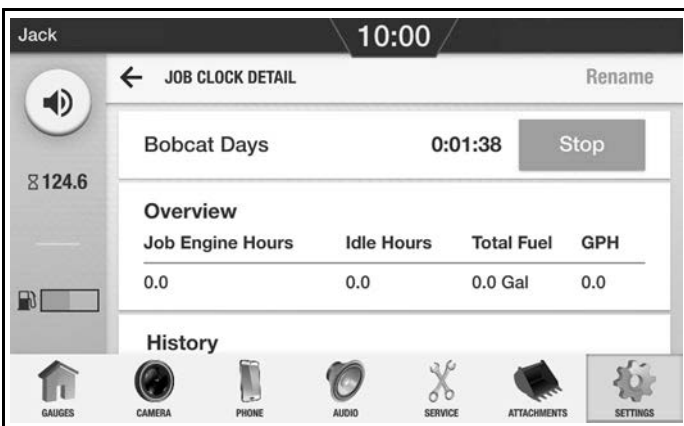 Jack 10:00
JOB CLOCK DETAIL Rename
Bobcat Days 0:01:38 Stop
124.6
Overview
Job Engine Hours Idle Hours Total Fuel GPH
0.0 0.0 0.0 Gal 0.0
History
GAUGES CAMERA PHONE AUDIO SERVICE ATTACHMENTS SETTINGS